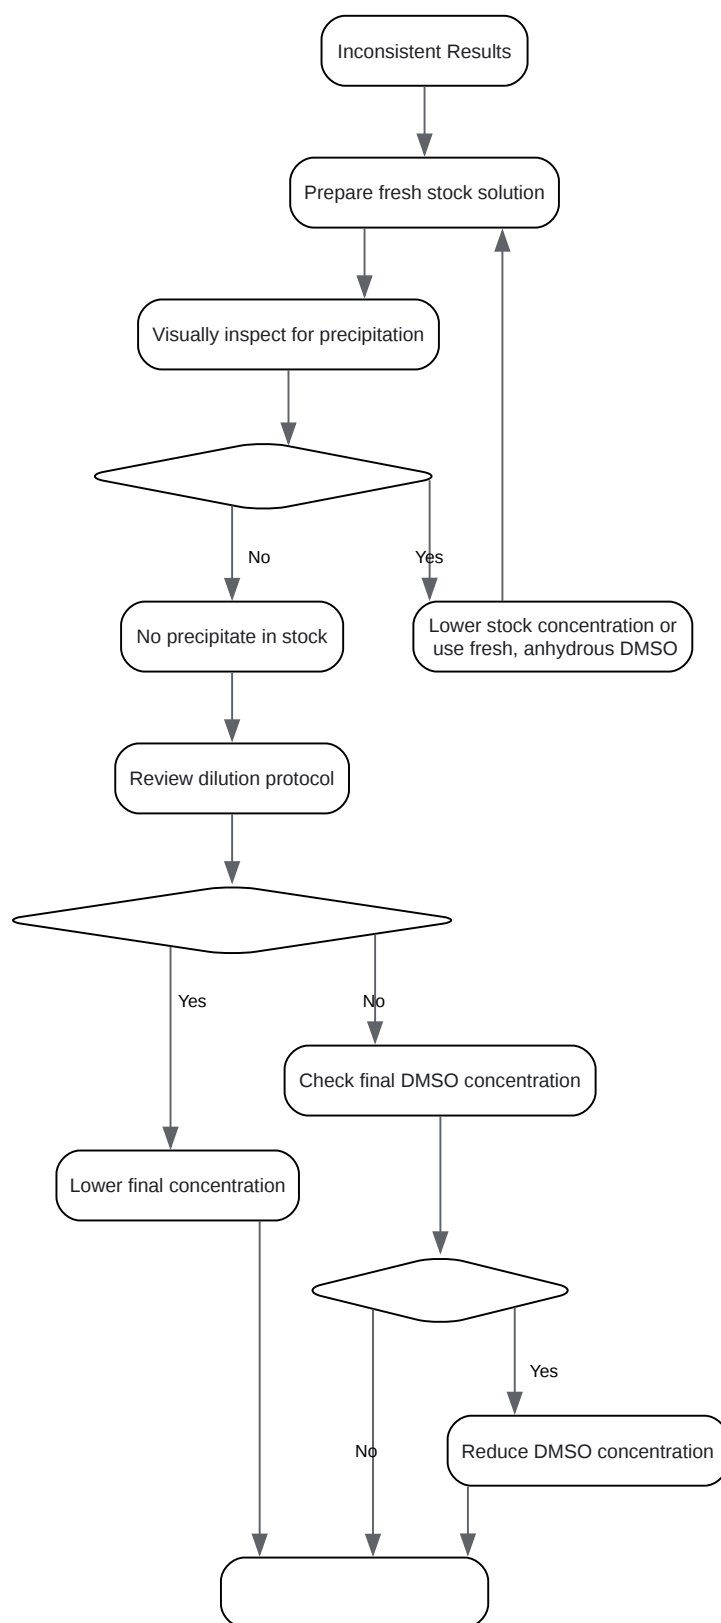 Inconsistent Results
Prepare fresh stock solution
Visually inspect for precipitation
No
Yes
No precipitate in stock
Lower stock concentration or
use fresh, anhydrous DMSO
Review dilution protocol
Yes
No
Check final DMSO concentration
Lower final concentration
Yes
No
Reduce DMSO concentration